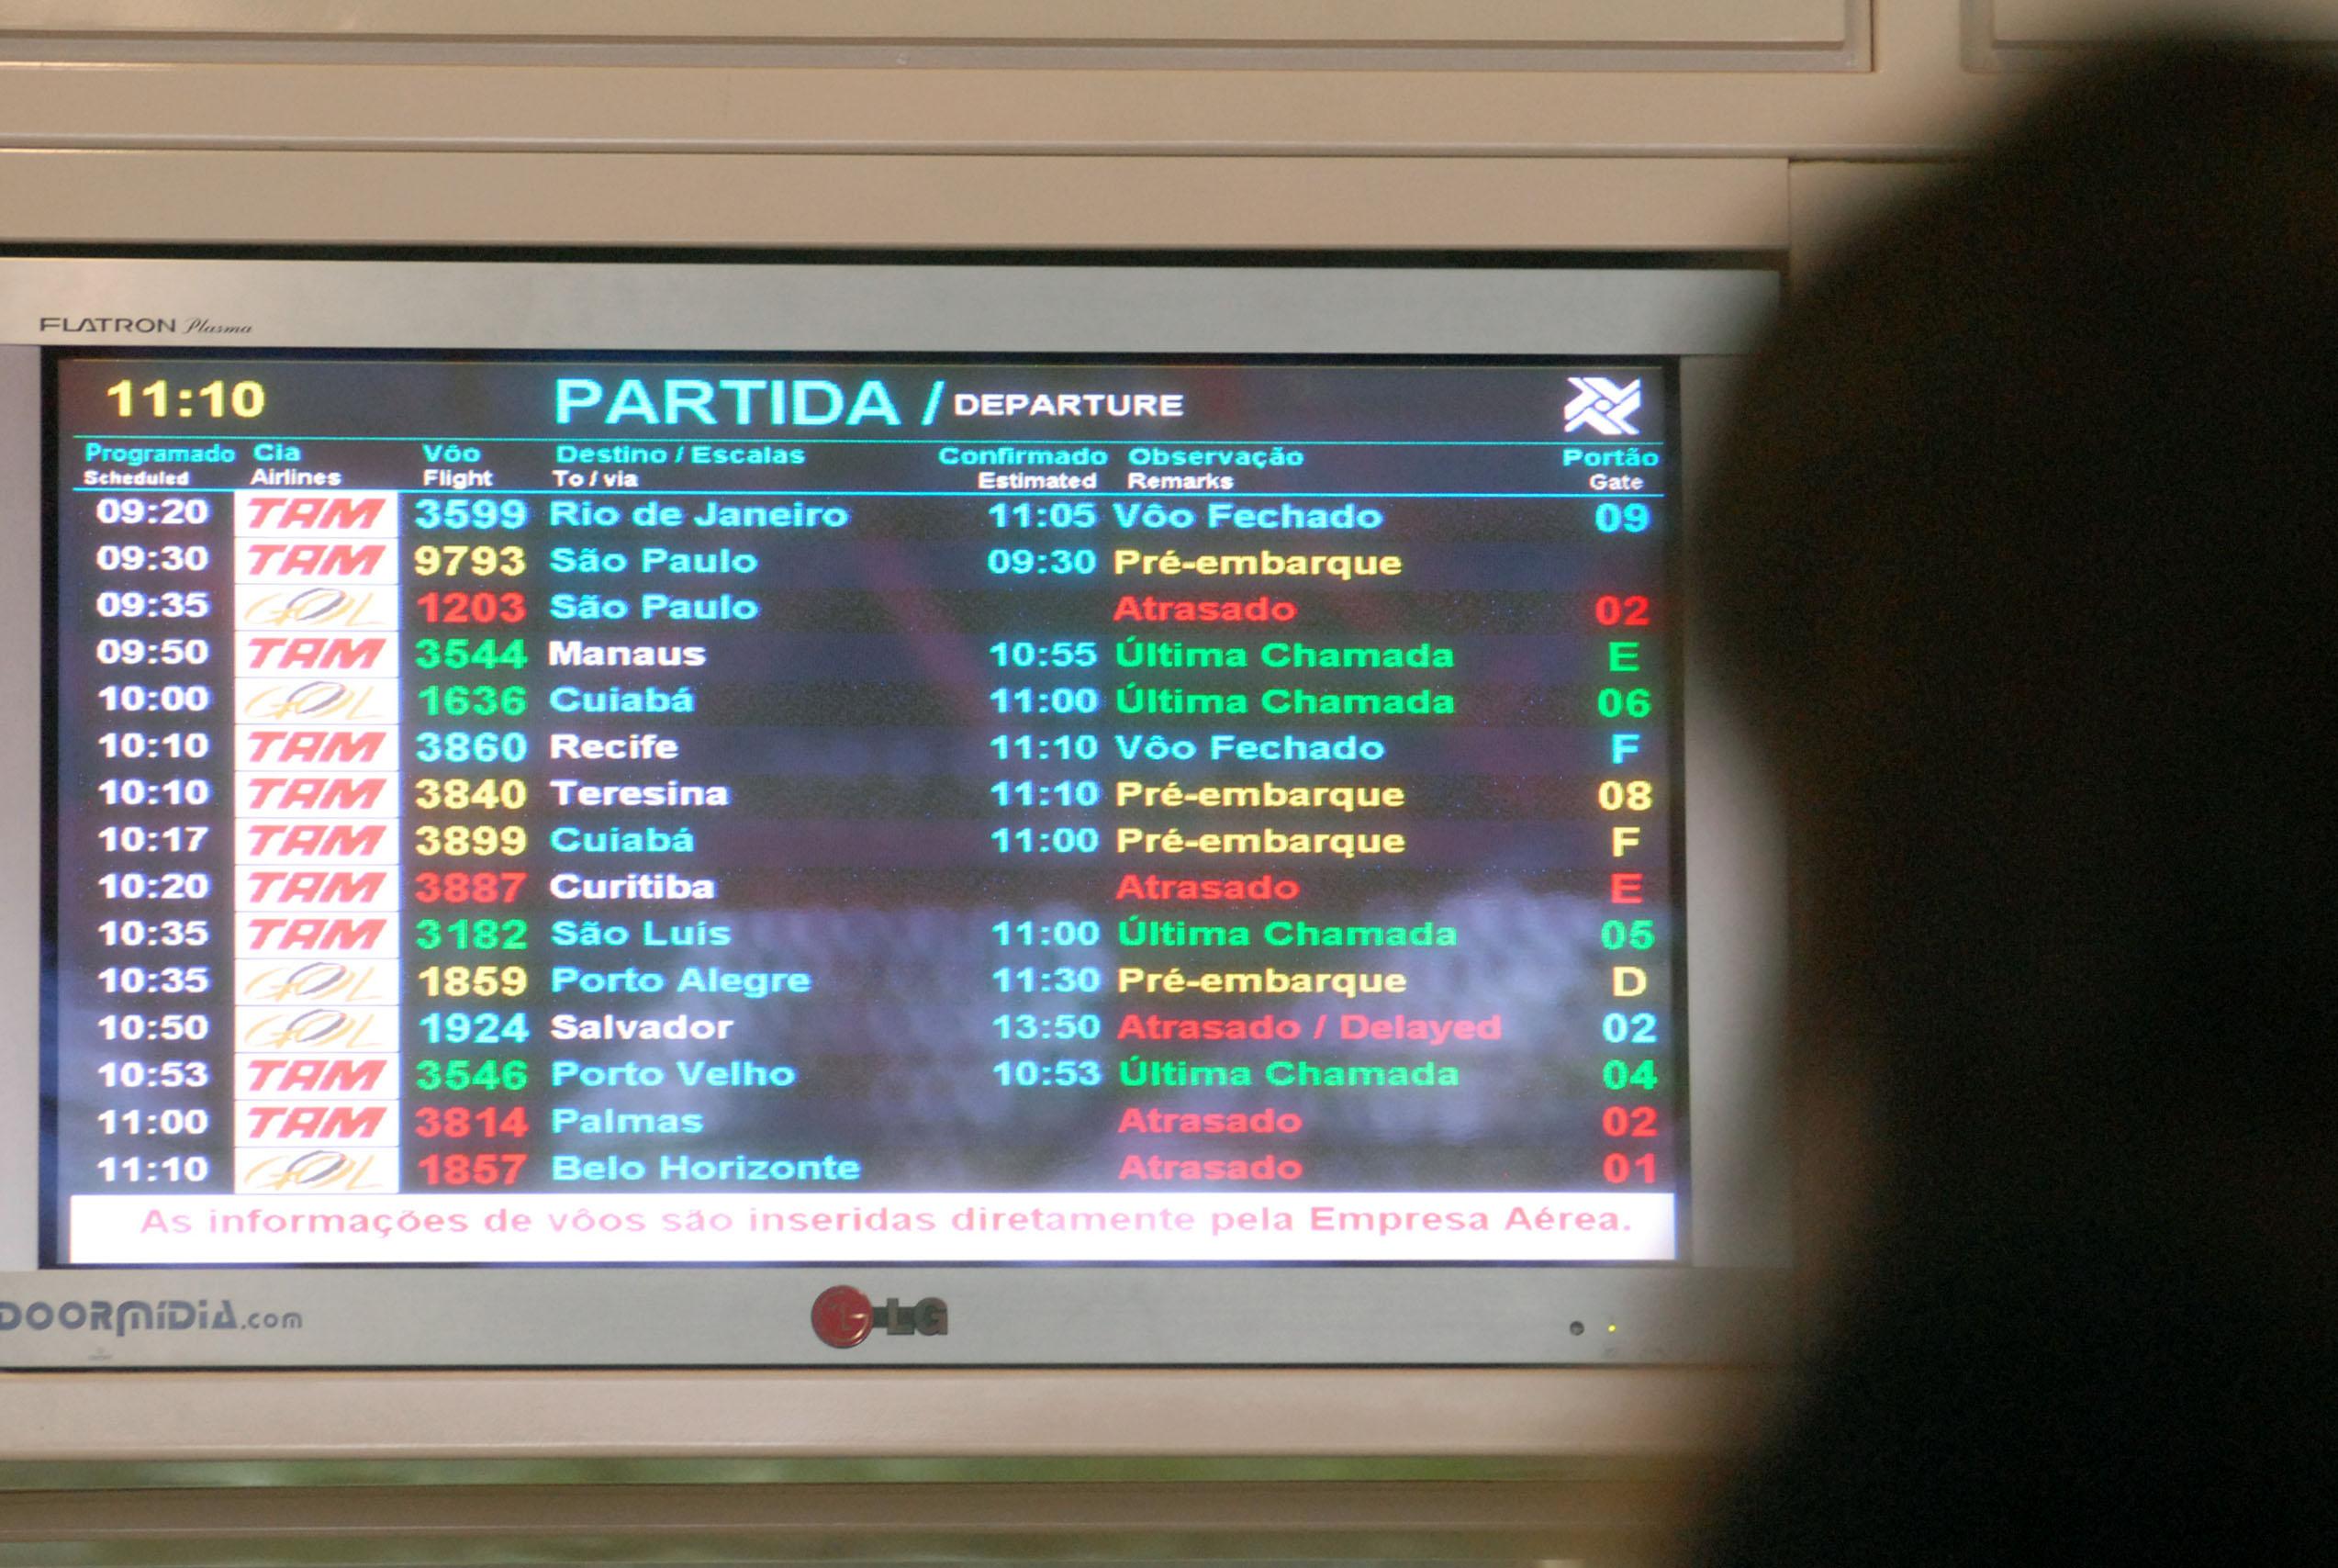 FLATRON Plasma
11:10 PARTIDA / DEPARTURE
Programado Cia Vôo Destino / Escalas Confirmado Observação Portão
Scheduled Airlines Flight To / via Estimated Remarks Gate
09:20 TAM 3599 Rio de Janeiro 11:05 Vôo Fechado 09
09:30 TAM 9793 São Paulo 09:30 Pré-embarque
09:35 GOL 1203 São Paulo Atrasado 02
09:50 TAM 3544 Manaus 10:55 Última Chamada E
10:00 GOL 1636 Cuiabá 11:00 Última Chamada 06
10:10 TAM 3860 Recife 11:10 Vôo Fechado F
10:10 TAM 3840 Teresina 11:10 Pré-embarque 08
10:17 TAM 3899 Cuiabá 11:00 Pré-embarque F
10:20 TAM 3887 Curitiba Atrasado E
10:35 TAM 3182 São Luís 11:00 Última Chamada 05
10:35 GOL 1859 Porto Alegre 11:30 Pré-embarque D
10:50 GOL 1924 Salvador 13:50 Atrasado / Delayed 02
10:53 TAM 3546 Porto Velho 10:53 Última Chamada 04
11:00 TAM 3814 Palmas Atrasado 02
11:10 GOL 1857 Belo Horizonte Atrasado 01
As informações de vôos são inseridas diretamente pela Empresa Aérea.
DOORMíDiA.com LG